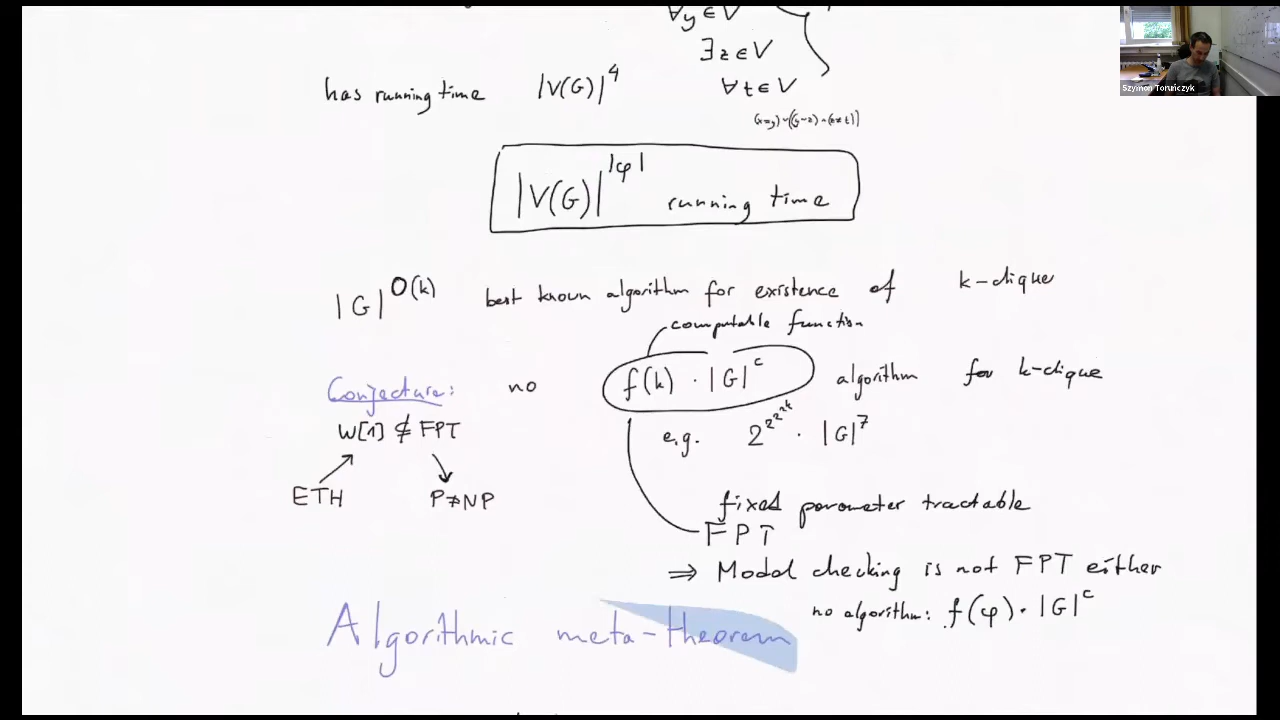 ∀y ∈ V
∃z ∈ V
has running time |V(G)|^4
∀t ∈ V
|V(G)|^|φ| running time
|G|^O(k) best known algorithm for existence of k-clique
computable function
Conjecture: no f(k) · |G|^c algorithm for k-clique
W[1] ⊄ FPT e.g. 2^2^2^2^k · |G|^7
ETH P≠NP
fixed parameter tractable
FPT
⇒ Modal checking is not FPT either
no algorithm: f(φ) · |G|^c
Algorithmic meta-theorem
Szymon Toruńczyk